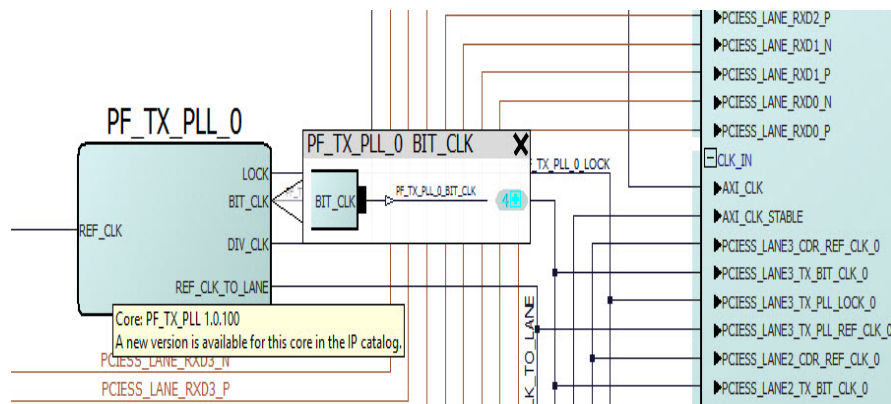 PF_TX_PLL_0
LOCK
BIT_CLK
REF_CLK
DIV_CLK
REF_CLK_TO_LANE
PF_TX_PLL_0 BIT_CLK
BIT_CLK
PF_TX_PLL_0_BIT_CLK
4
_TX_PLL_0_LOCK
Core: PF_TX_PLL 1.0.100
A new version is available for this core in the IP catalog.
PCIESS_LANE_RXD3_N
PCIESS_LANE_RXD3_P
LK_TO_LANE
PCIESS_LANE_RXD2_P
PCIESS_LANE_RXD1_N
PCIESS_LANE_RXD1_P
PCIESS_LANE_RXD0_N
PCIESS_LANE_RXD0_P
CLK_IN
AXI_CLK
AXI_CLK_STABLE
PCIESS_LANE3_CDR_REF_CLK_0
PCIESS_LANE3_TX_BIT_CLK_0
PCIESS_LANE3_TX_PLL_LOCK_0
PCIESS_LANE3_TX_PLL_REF_CLK_0
PCIESS_LANE2_CDR_REF_CLK_0
PCIESS_LANE2_TX_BIT_CLK_0